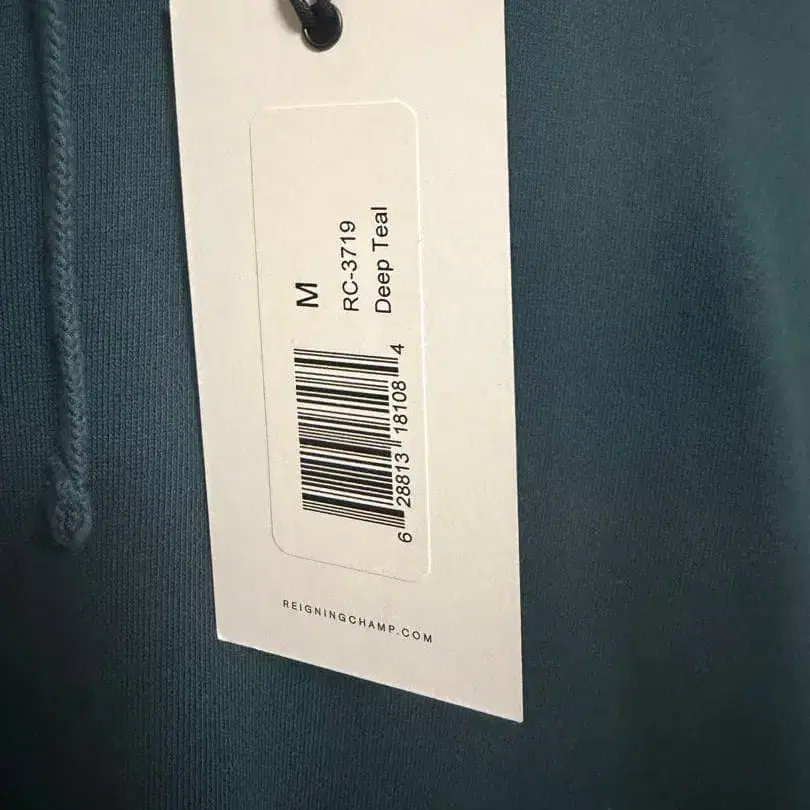 M
RC-3719
Deep Teal
6 28813 18108 4
REIGNINGCHAMP.COM